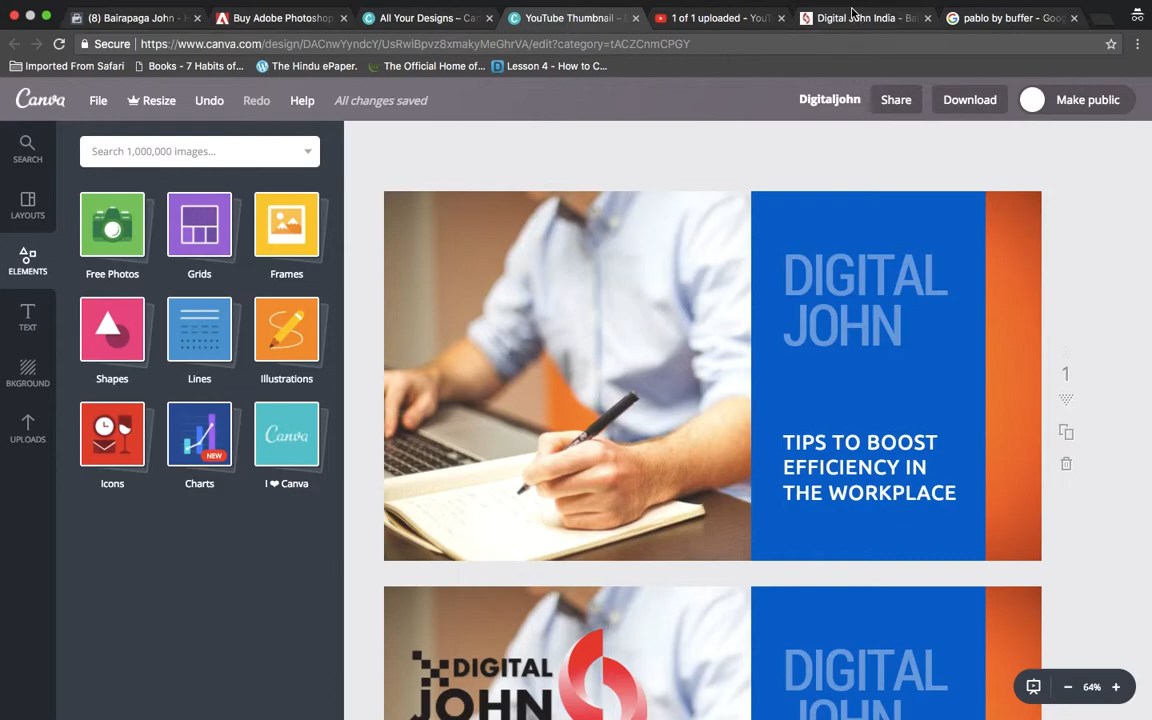 (8) Bairapaga John - H
Buy Adobe Photoshop
All Your Designs – Can
YouTube Thumbnail –
1 of 1 uploaded - YouT
Digital John India - Bai
pablo by buffer - Goog
Secure
https://www.canva.com/design/DACnwYyndcY/UsRwiBpvz8xmakyMeGhrVA/edit?category=tACZCnmCPGY
Imported From Safari
Books - 7 Habits of...
The Hindu ePaper.
The Official Home of...
Lesson 4 - How to C...
Canva
File
Resize
Undo
Redo
Help
All changes saved
Digitaljohn
Share
Download
Make public
SEARCH
LAYOUTS
ELEMENTS
TEXT
BKGROUND
UPLOADS
Search 1,000,000 images...
Free Photos
Grids
Frames
Shapes
Lines
Illustrations
NEW
Canva
Icons
Charts
I ❤ Canva
DIGITAL
JOHN
TIPS TO BOOST
EFFICIENCY IN
THE WORKPLACE
1
DIGITAL
JOHN
DIGITAL
JOHN
64%